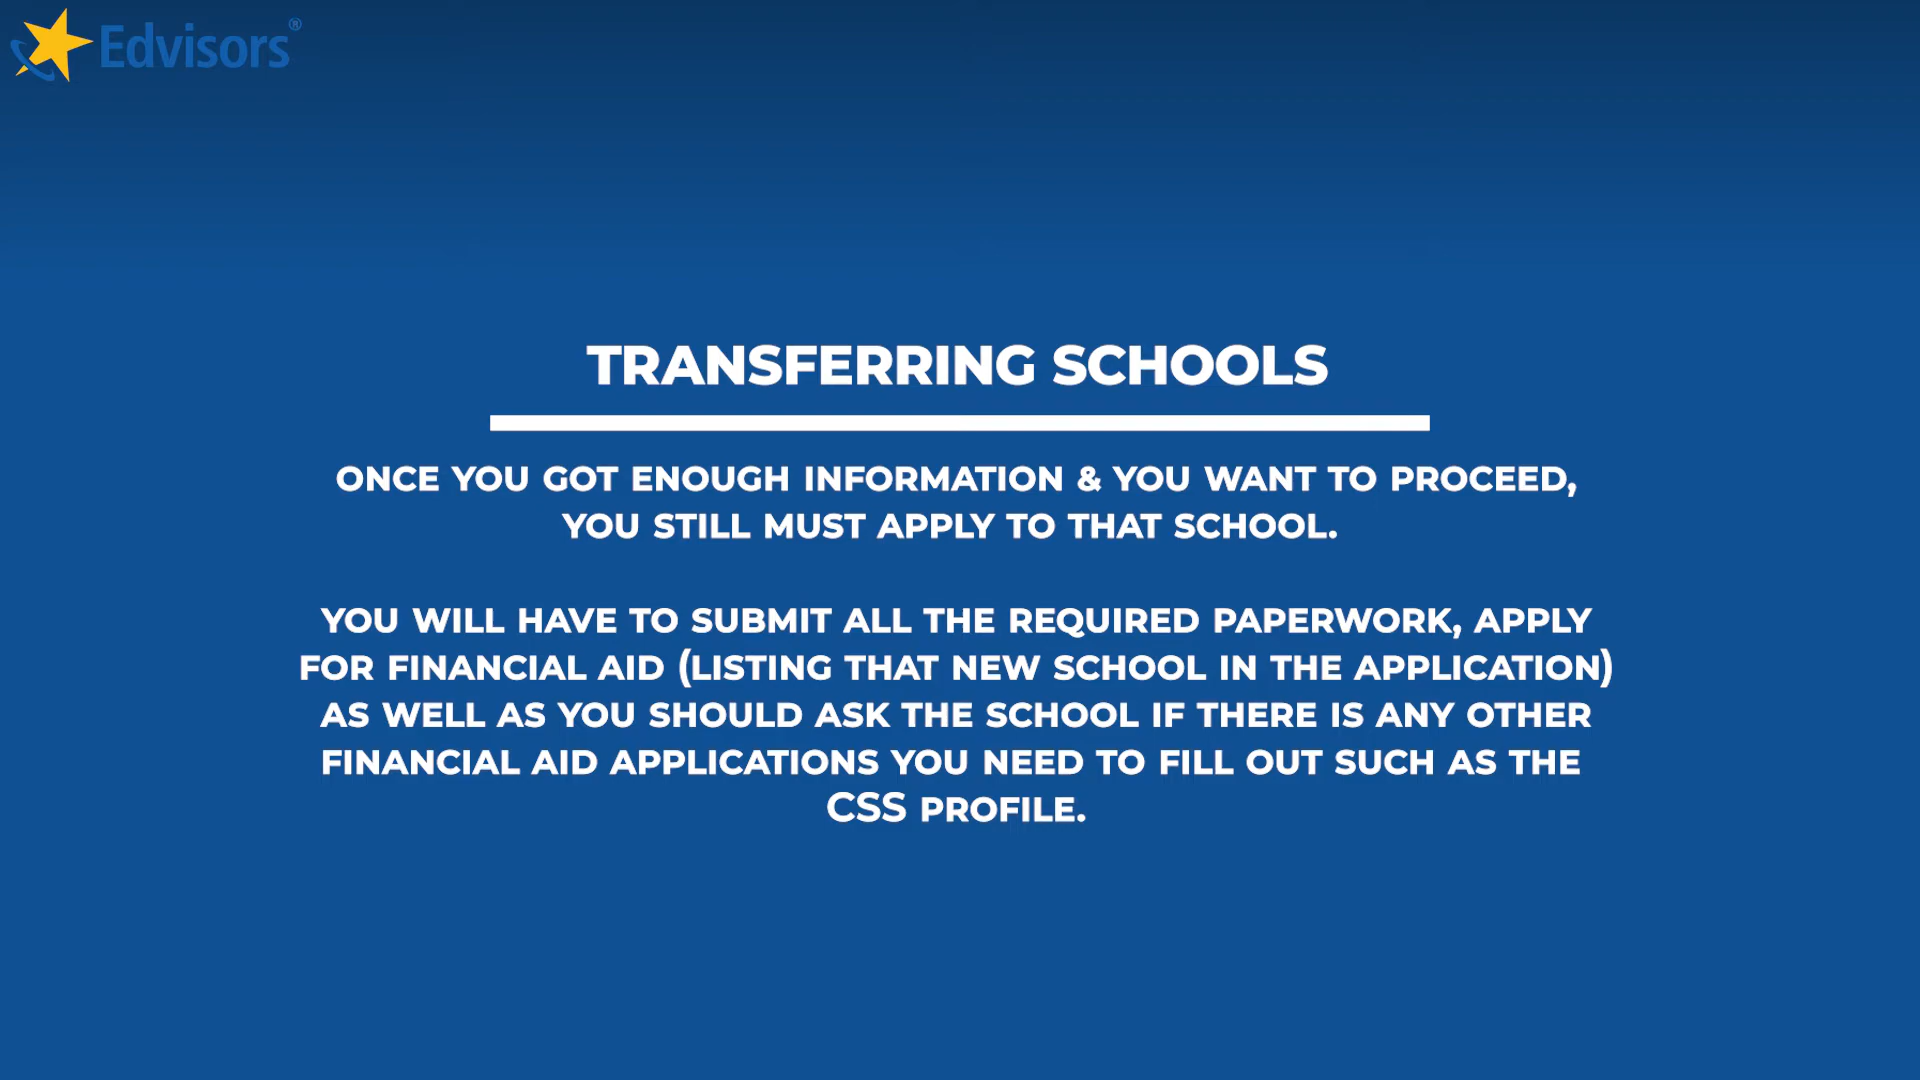 Edvisors®
TRANSFERRING SCHOOLS
ONCE YOU GOT ENOUGH INFORMATION & YOU WANT TO PROCEED,
YOU STILL MUST APPLY TO THAT SCHOOL.
YOU WILL HAVE TO SUBMIT ALL THE REQUIRED PAPERWORK, APPLY
FOR FINANCIAL AID (LISTING THAT NEW SCHOOL IN THE APPLICATION)
AS WELL AS YOU SHOULD ASK THE SCHOOL IF THERE IS ANY OTHER
FINANCIAL AID APPLICATIONS YOU NEED TO FILL OUT SUCH AS THE
CSS PROFILE.